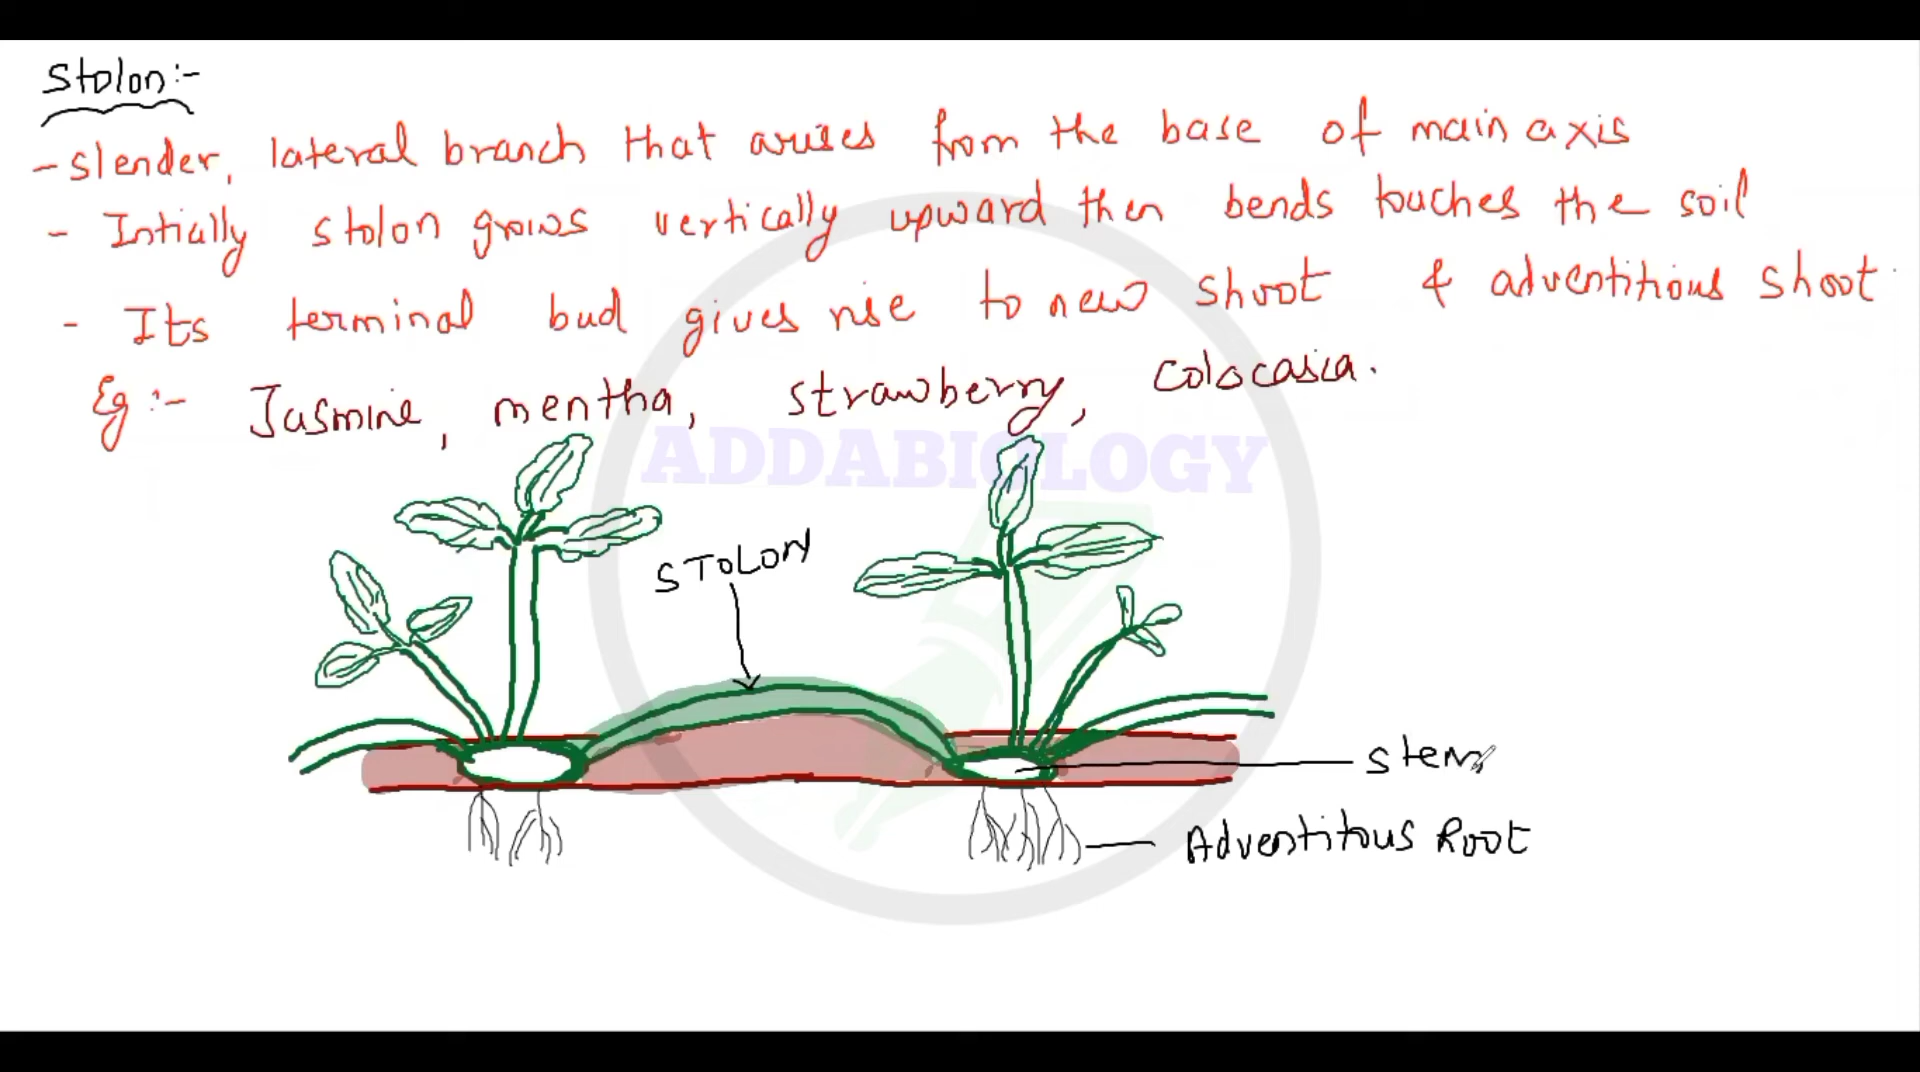 Stolon:-
- Slender, lateral branch that arises from the base of main axis
- Intially stolon grows vertically upward then bends touches the soil
- Its terminal bud gives rise to new shoot & adventitious shoot
Eg:- Jasmine, mentha, strawberry, colocasia.
ADDABIOLOGY
STOLON
stem
Adventitous Root